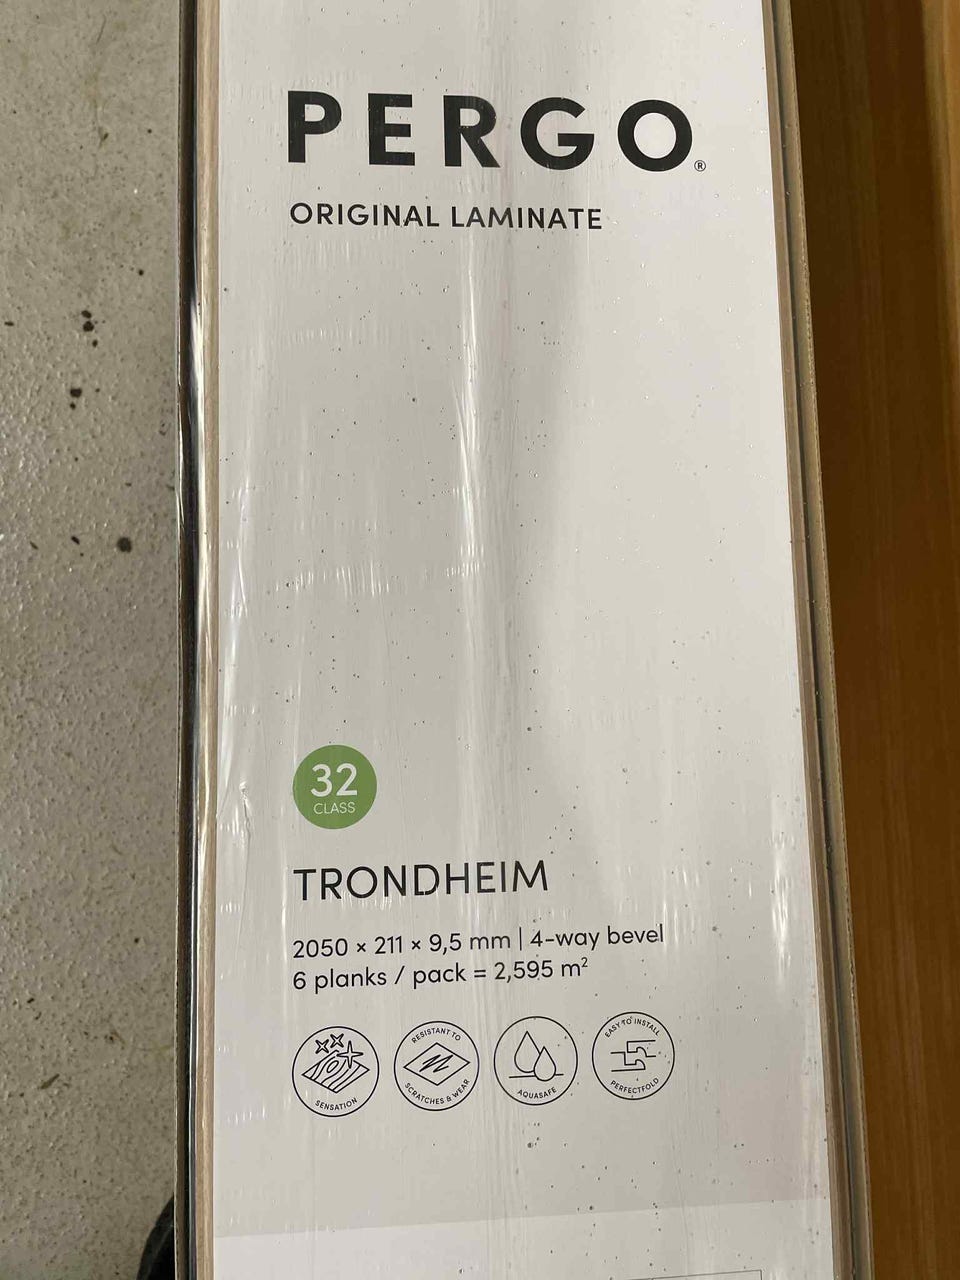 PERGO®
ORIGINAL LAMINATE
32
CLASS
TRONDHEIM
2050 × 211 × 9,5 mm | 4-way bevel
6 planks / pack = 2,595 m²
SENSATION
RESISTANT TO
SCRATCHES & WEAR
AQUASAFE
EASY TO INSTALL
PERFECTFOLD